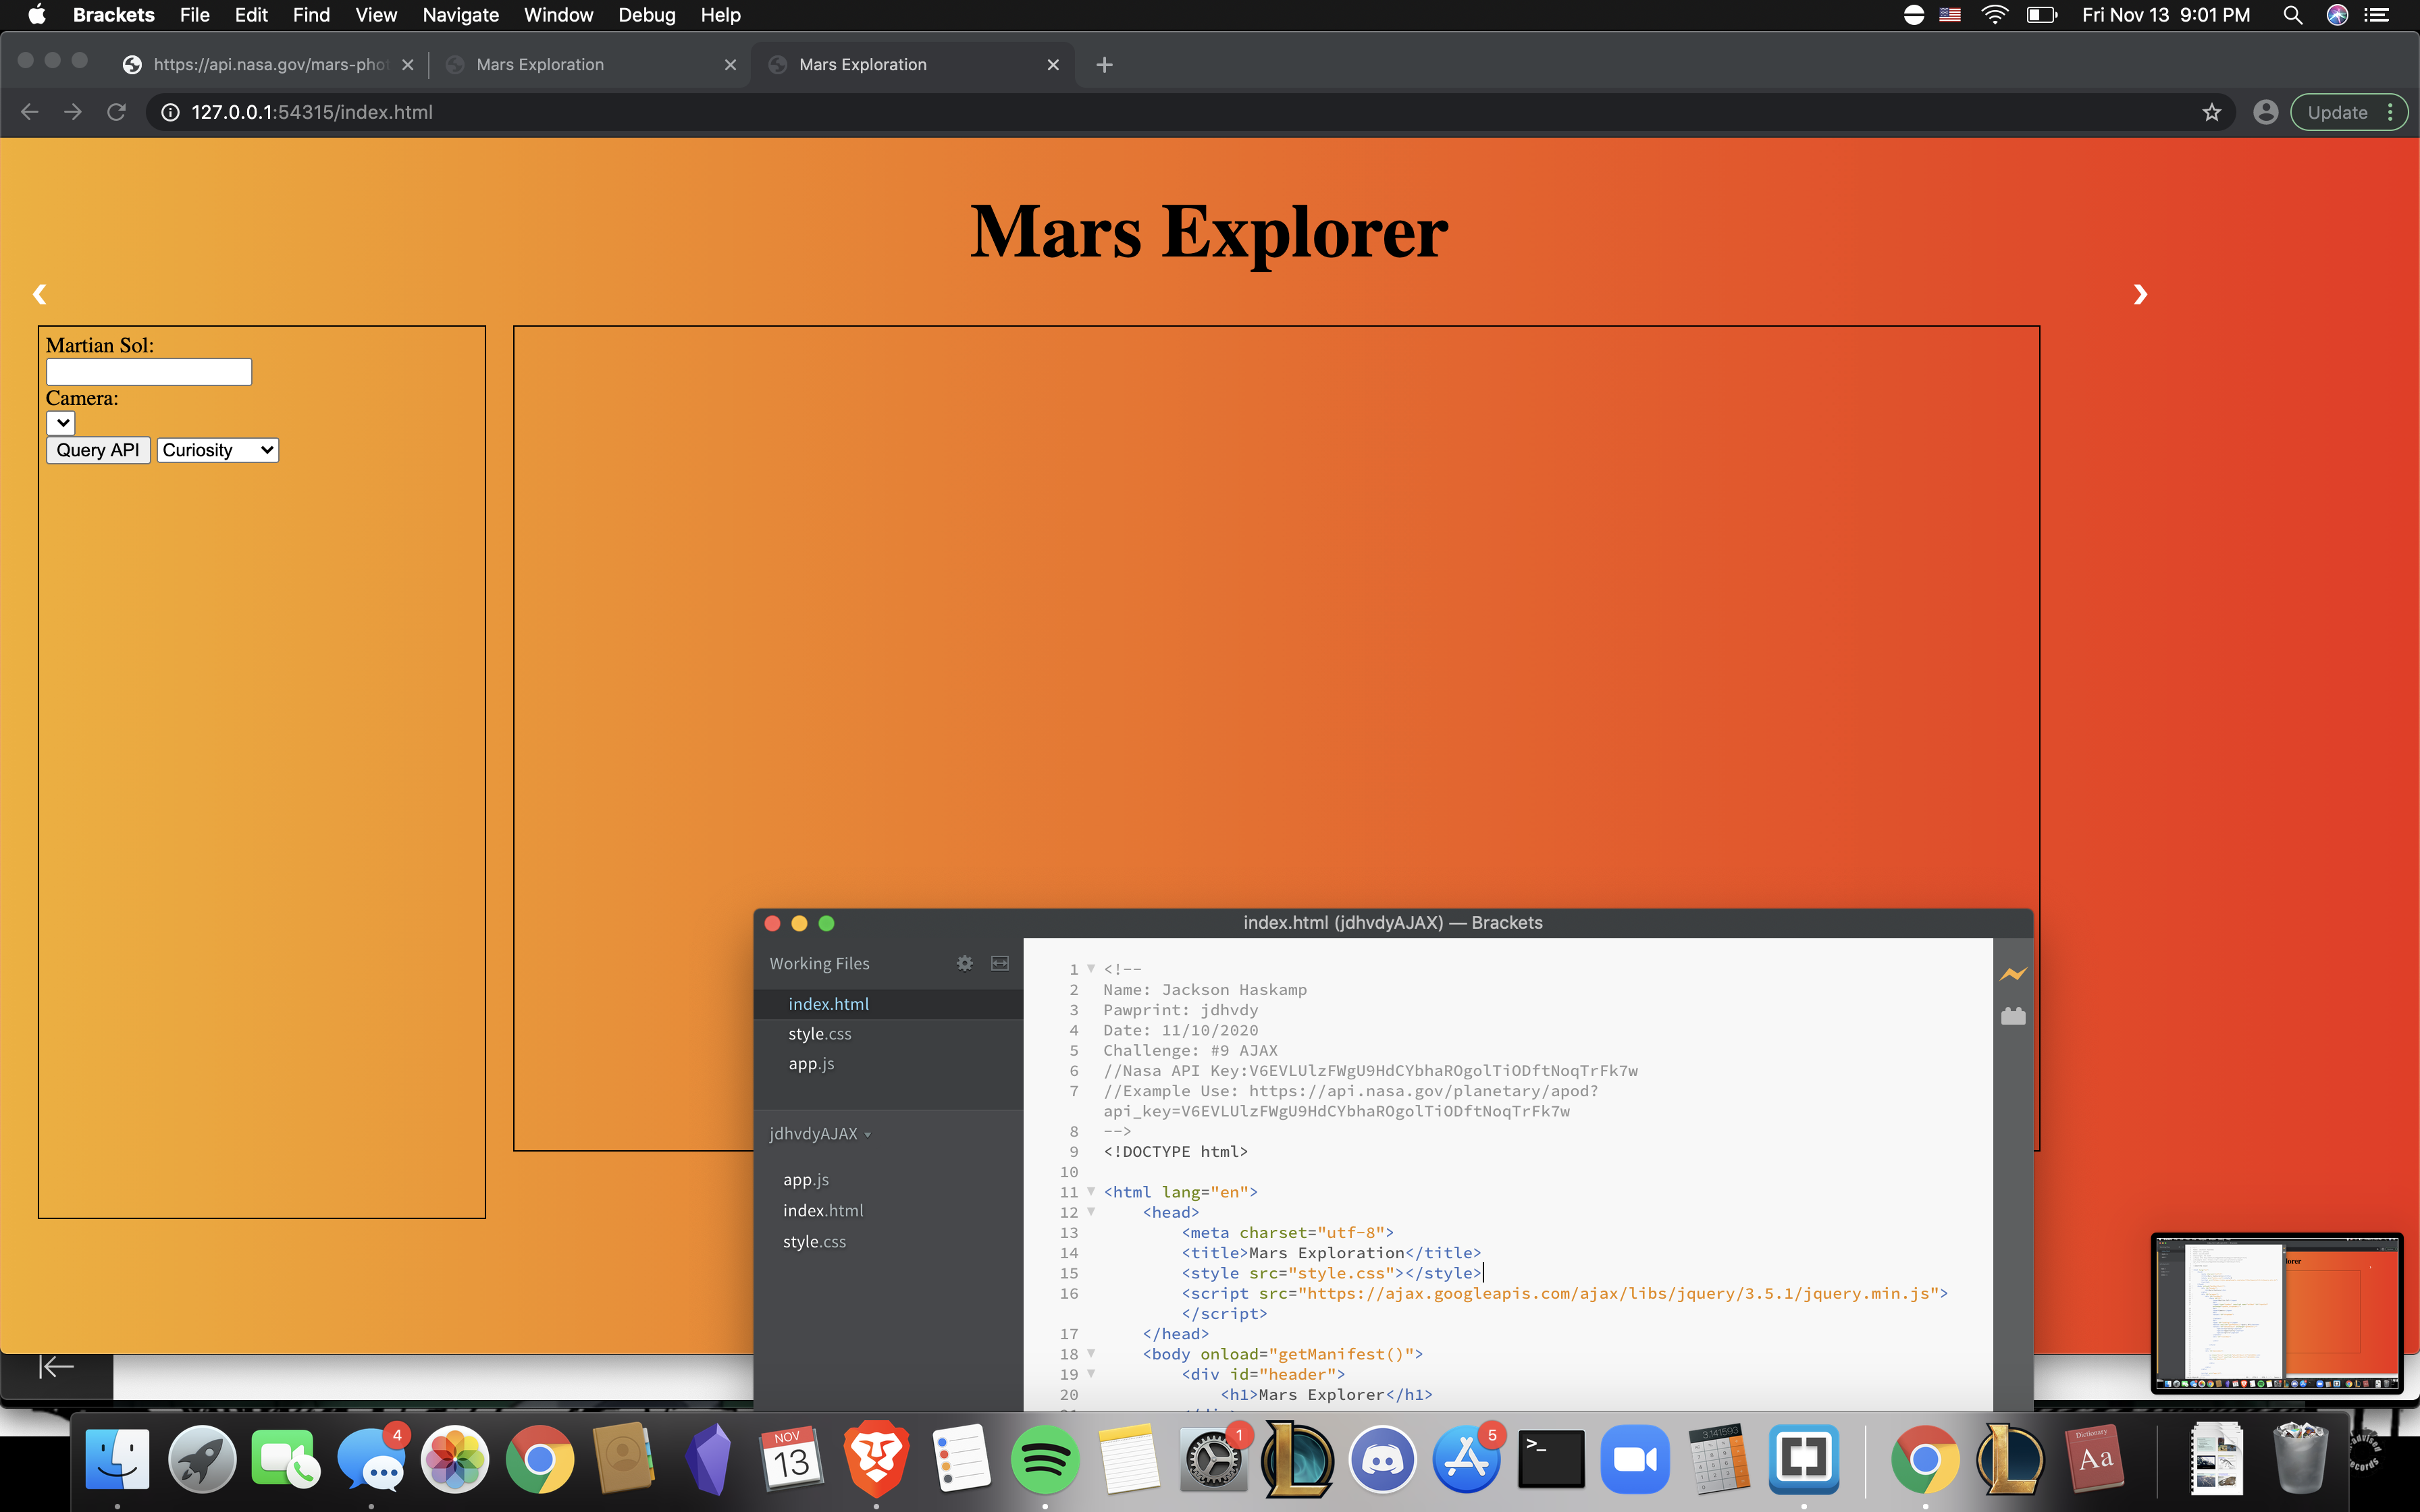 Brackets File Edit Find View Navigate Window Debug Help Fri Nov 13 9:01 PM
https://api.nasa.gov/mars-phot Mars Exploration Mars Exploration
127.0.0.1:54315/index.html Update
Mars Explorer
‹ ›
Martian Sol:
Camera:
Query API Curiosity
index.html (jdhvdyAJAX) — Brackets
Working Files
index.html
style.css
app.js
jdhvdyAJAX
app.js
index.html
style.css
1 <!--
2 Name: Jackson Haskamp
3 Pawprint: jdhvdy
4 Date: 11/10/2020
5 Challenge: #9 AJAX
6 //Nasa API Key:V6EVLUlzFWgU9HdCYbhaROgolTiODftNoqTrFk7w
7 //Example Use: https://api.nasa.gov/planetary/apod?
api_key=V6EVLUlzFWgU9HdCYbhaROgolTiODftNoqTrFk7w
8 -->
9 <!DOCTYPE html>
10
11 <html lang="en">
12 <head>
13 <meta charset="utf-8">
14 <title>Mars Exploration</title>
15 <style src="style.css"></style>
16 <script src="https://ajax.googleapis.com/ajax/libs/jquery/3.5.1/jquery.min.js">
</script>
17 </head>
18 <body onload="getManifest()">
19 <div id="header">
20 <h1>Mars Explorer</h1>
4 NOV 13 1 5 >_ 3.141593 Dictionary Aa